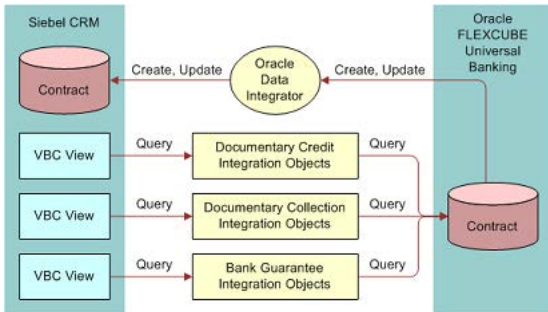 Siebel CRM
Oracle
FLEXCUBE
Universal
Banking
Contract
Create, Update
Oracle
Data
Integrator
Create, Update
VBC View
Query
Documentary Credit
Integration Objects
Query
VBC View
Query
Documentary Collection
Integration Objects
Query
Contract
VBC View
Query
Bank Guarantee
Integration Objects
Query